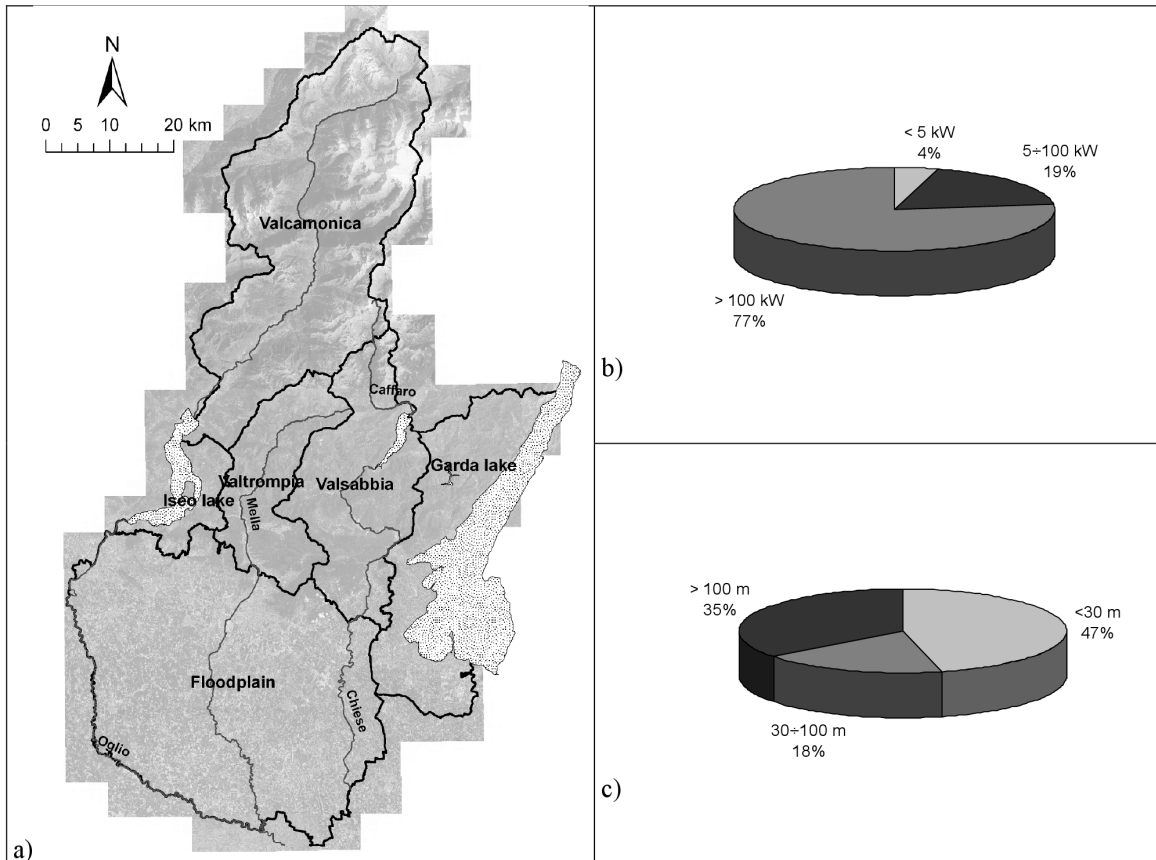 N
0 5 10 20 km
Valcamonica
Caffaro
Garda lake
Valtrompia
Valsabbia
Iseo lake
Mella
Floodplain
Chiese
Oglio
a)
< 5 kW
4%
5÷100 kW
19%
> 100 kW
77%
b)
> 100 m
35%
<30 m
47%
30÷100 m
18%
c)